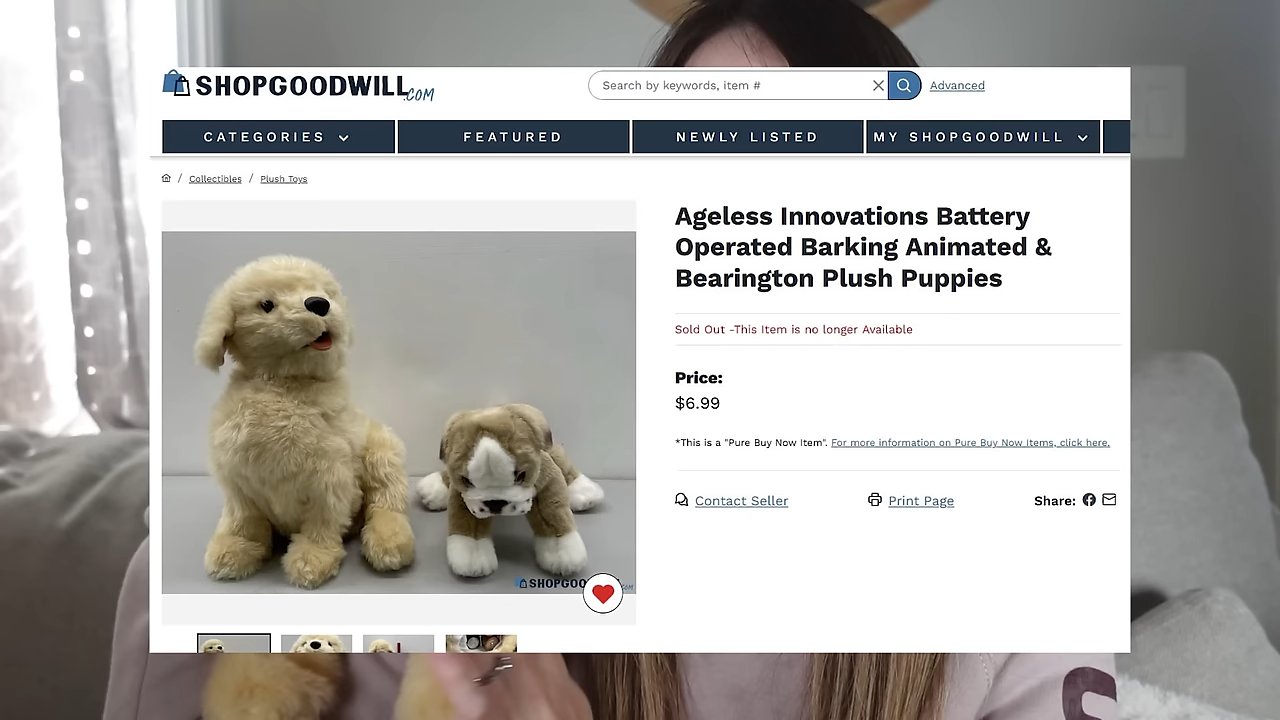 SHOPGOODWILL.COM
Search by keywords, item #
Advanced
CATEGORIES
FEATURED
NEWLY LISTED
MY SHOPGOODWILL
/ Collectibles / Plush Toys
Ageless Innovations Battery
Operated Barking Animated &
Bearington Plush Puppies
Sold Out -This Item is no longer Available
Price:
$6.99
*This is a "Pure Buy Now Item". For more information on Pure Buy Now Items, click here.
Contact Seller
Print Page
Share: